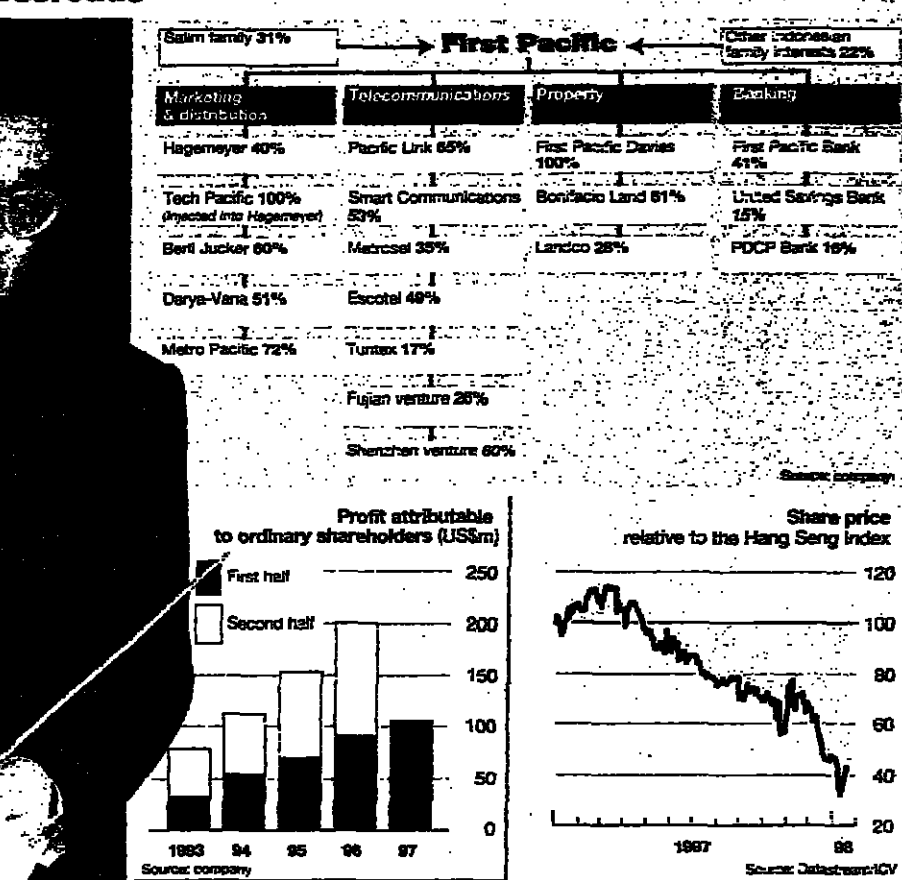 Salim family 31%
First Pacific
Other Indonesian
family interests 22%
Marketing
& distribution
Hagemeyer 40%
Tech Pacific 100%
(Injected into Hagemeyer)
Berli Jucker 60%
Darya-Varia 51%
Metro Pacific 72%
Telecommunications
Pacific Link 65%
Smart Communications
53%
Metrosel 35%
Escotel 49%
Tuntex 17%
Fujian venture 26%
Shenzhen venture 60%
Property
First Pacific Davies
100%
Bonifacio Land 61%
Landco 28%
Banking
First Pacific Bank
41%
United Savings Bank
15%
PDCP Bank 16%
Source: company
Profit attributable
to ordinary shareholders (US$m)
First half
Second half
250
200
150
100
50
0
1993 94 95 96 97
Source: company
Share price
relative to the Hang Seng Index
120
100
80
60
40
20
1997 98
Source: Datastream/ICV